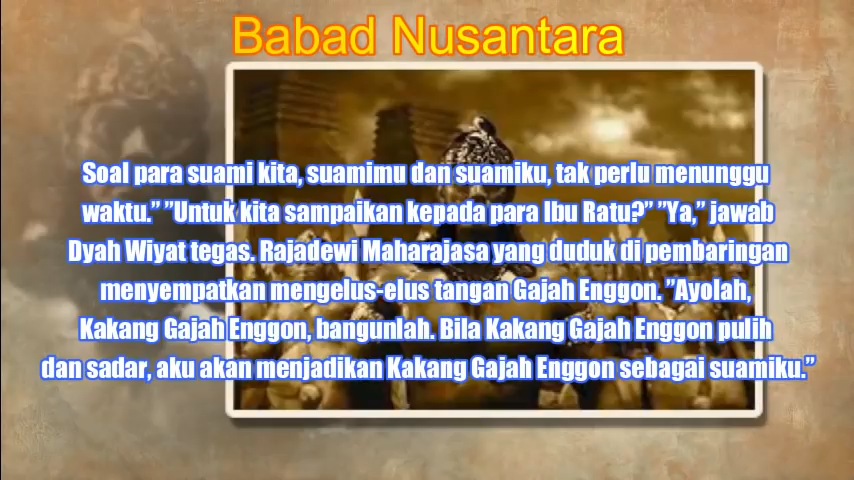 Babad Nusantara
Soal para suami kita, suamimu dan suamiku, tak perlu menunggu
waktu.” ”Untuk kita sampaikan kepada para Ibu Ratu?” ”Ya,” jawab
Dyah Wiyat tegas. Rajadewi Maharajasa yang duduk di pembaringan
menyempatkan mengelus-elus tangan Gajah Enggon. ”Ayolah,
Kakang Gajah Enggon, bangunlah. Bila Kakang Gajah Enggon pulih
dan sadar, aku akan menjadikan Kakang Gajah Enggon sebagai suamiku.”